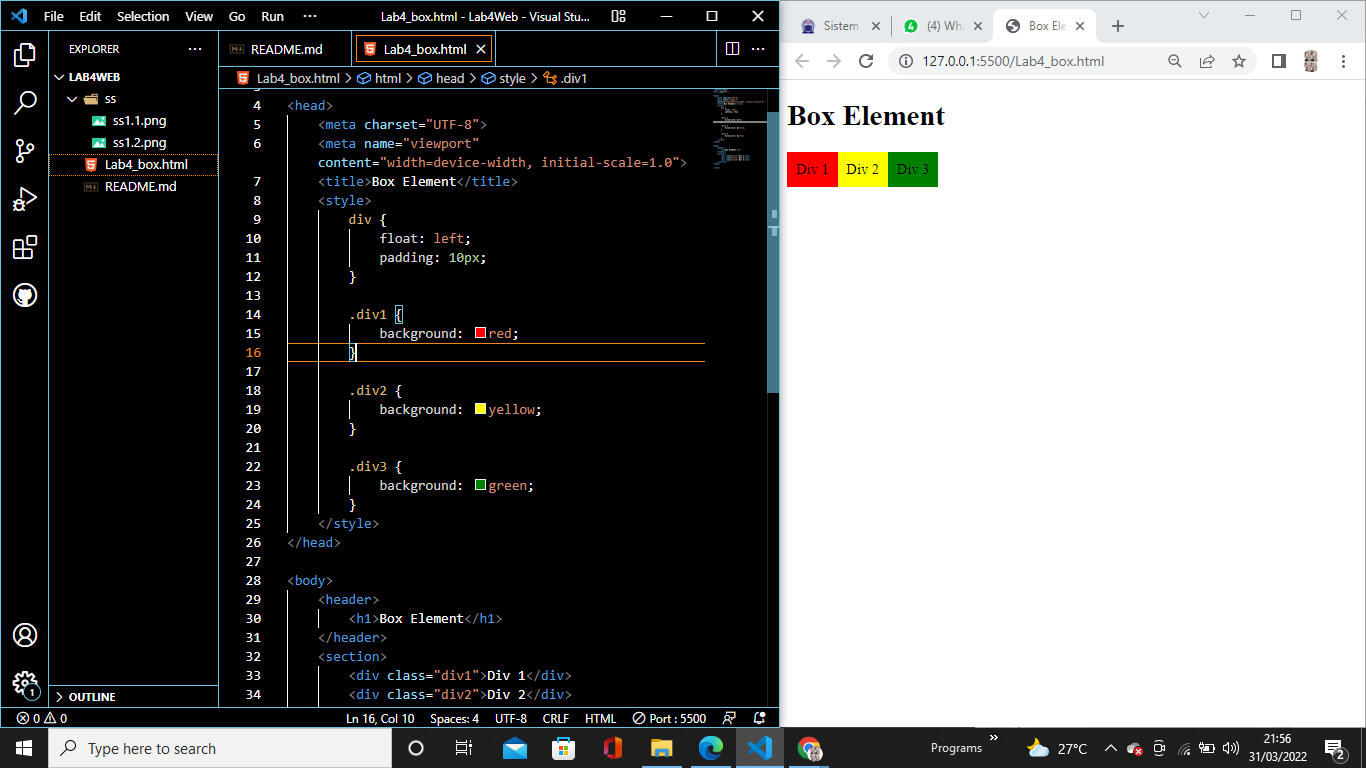 File Edit Selection View Go Run ··· Lab4_box.html - Lab4Web - Visual Stu...
EXPLORER ···
LAB4WEB
ss
ss1.1.png
ss1.2.png
Lab4_box.html
README.md
OUTLINE
README.md Lab4_box.html
Lab4_box.html > html > head > style > .div1
4 <head>
5 <meta charset="UTF-8">
6 <meta name="viewport"
content="width=device-width, initial-scale=1.0">
7 <title>Box Element</title>
8 <style>
9 div {
10 float: left;
11 padding: 10px;
12 }
13
14 .div1 {
15 background: red;
16 }
17
18 .div2 {
19 background: yellow;
20 }
21
22 .div3 {
23 background: green;
24 }
25 </style>
26 </head>
27
28 <body>
29 <header>
30 <h1>Box Element</h1>
31 </header>
32 <section>
33 <div class="div1">Div 1</div>
34 <div class="div2">Div 2</div>
1
0 0 Ln 16, Col 10 Spaces: 4 UTF-8 CRLF HTML Port : 5500
Sistem 4 (4) Wh Box Ele
127.0.0.1:5500/Lab4_box.html
Box Element
Div 1 Div 2 Div 3
Type here to search
Programs » 27°C 21:56
31/03/2022 2